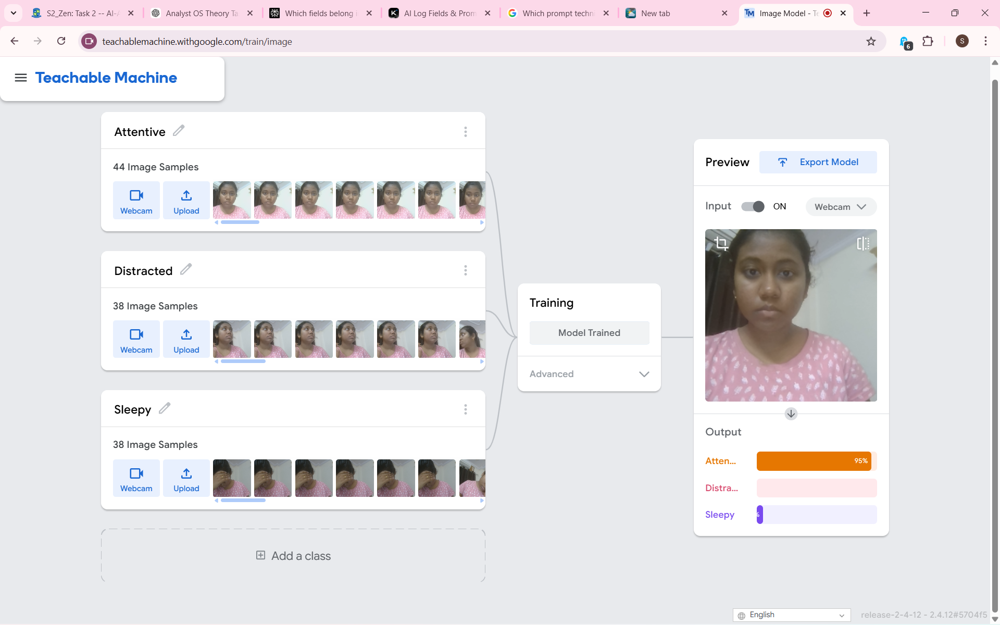 S2_Zen: Task 2 -- AI-A
Analyst OS Theory Ta
Which fields belong i
AI Log Fields & Prom
Which prompt techni
New tab
Image Model - Te
teachablemachine.withgoogle.com/train/image
6
S
Teachable Machine
Attentive
44 Image Samples
Webcam
Upload
Distracted
38 Image Samples
Webcam
Upload
Sleepy
38 Image Samples
Webcam
Upload
Add a class
Training
Model Trained
Advanced
Preview
Export Model
Input
ON
Webcam
Output
Atten...
95%
Distra...
Sleepy
%
English
release-2-4-12 - 2.4.12#5704f5